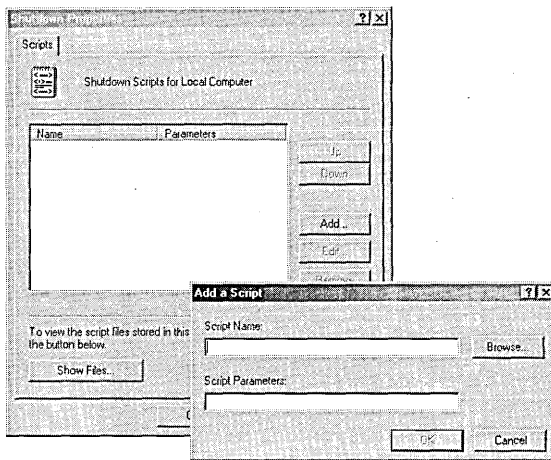 Shutdown Properties
Scripts
Shutdown Scripts for Local Computer
Name Parameters
Up
Down
Add...
Edit...
Remove
To view the script files stored in this
the button below.
Show Files...
Add a Script
Script Name:
Browse...
Script Parameters:
OK
Cancel